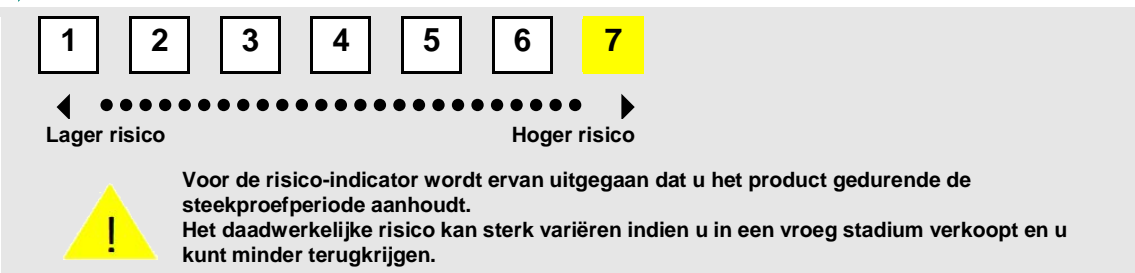 1 2 3 4 5 6 7
Lager risico Hoger risico
! Voor de risico-indicator wordt ervan uitgegaan dat u het product gedurende de
steekproefperiode aanhoudt.
Het daadwerkelijke risico kan sterk variëren indien u in een vroeg stadium verkoopt en u
kunt minder terugkrijgen.